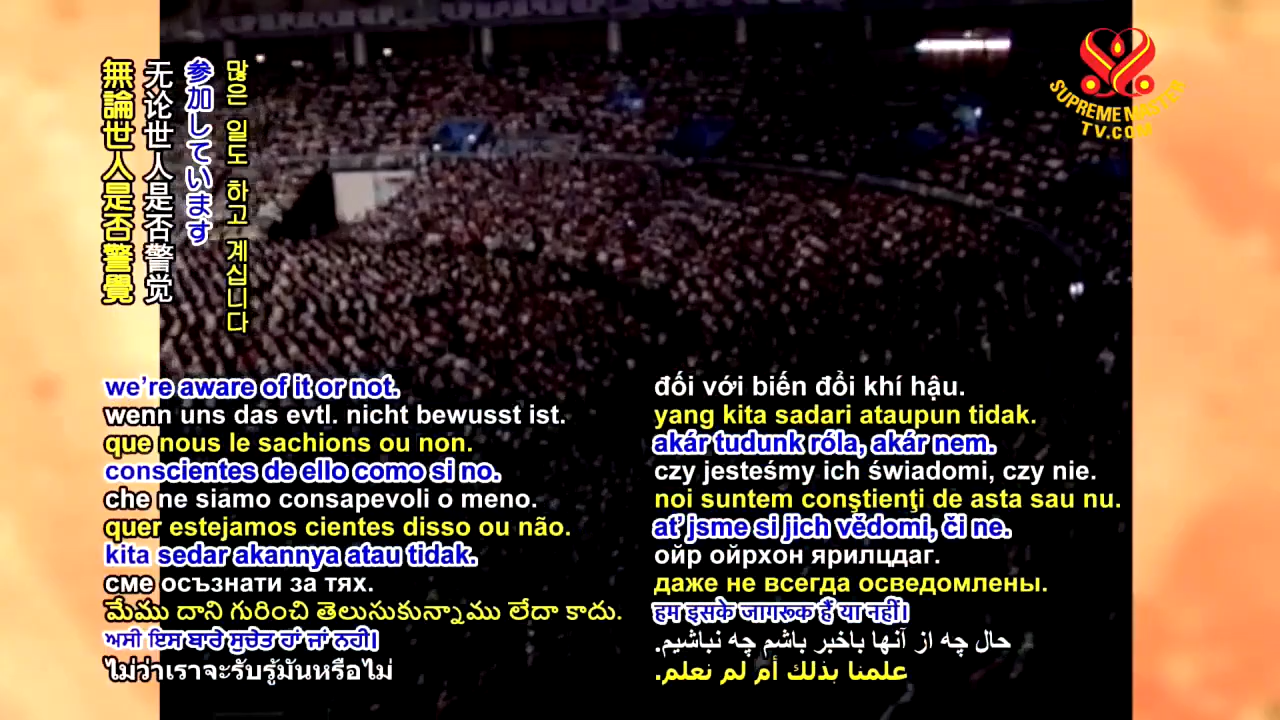 많은 일도 하고 계십니다
参加しています
无论世人是否警觉
無論世人是否警覺
SUPREME MASTER
TV.COM
we're aware of it or not.
wenn uns das evtl. nicht bewusst ist.
que nous le sachions ou non.
conscientes de ello como si no.
che ne siamo consapevoli o meno.
quer estejamos cientes disso ou não.
kita sedar akannya atau tidak.
сме осъзнати за тях.
మేము దాని గురించి తెలుసుకున్నాము లేదా కాదు.
ਅਸੀ ਇਸ ਬਾਰੇ ਸੁਚੇਤ ਹਾਂ ਜਾਂ ਨਹੀ।
ไม่ว่าเราจะรับรู้มันหรือไม่
đối với biến đổi khí hậu.
yang kita sadari ataupun tidak.
akár tudunk róla, akár nem.
czy jesteśmy ich świadomi, czy nie.
noi suntem conştienţi de asta sau nu.
ať jsme si jich vědomi, či ne.
ойр ойрхон ярилцдаг.
даже не всегда осведомлены.
हम इसके जागरूक हैं या नहीं।
حال چه از آنها باخبر باشم چه نباشیم.
علمنا بذلك أم لم نعلم.